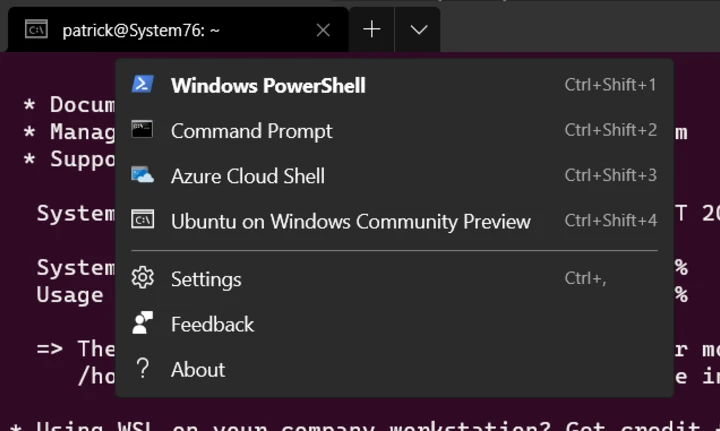 patrick@System76: ~
Windows PowerShell Ctrl+Shift+1
* Docum
Command Prompt Ctrl+Shift+2
* Manag m
Azure Cloud Shell Ctrl+Shift+3
* Suppo
Ubuntu on Windows Community Preview Ctrl+Shift+4
System T 20
System %
Settings Ctrl+,
Usage %
Feedback
=> The r mo
About
/ho e in
* Using WSL on your company workstation? Got credit